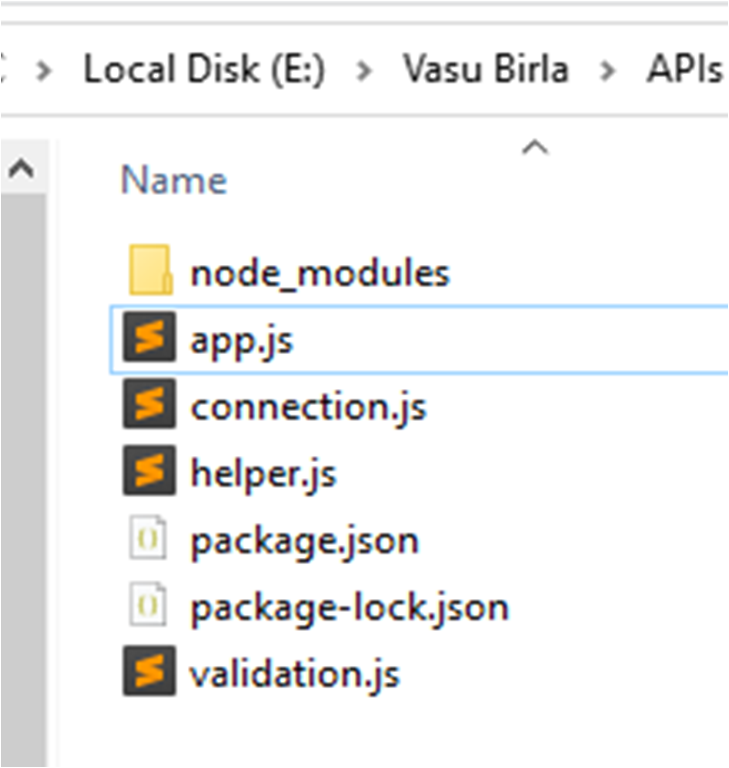 Local Disk (E:) > Vasu Birla > APIs
Name
node_modules
app.js
connection.js
helper.js
package.json
package-lock.json
validation.js